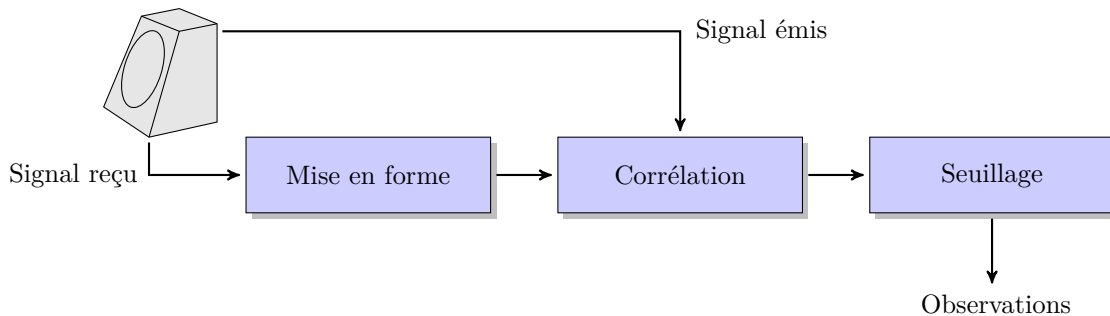 Signal émis
Signal reçu
Mise en forme
Corrélation
Seuillage
Observations